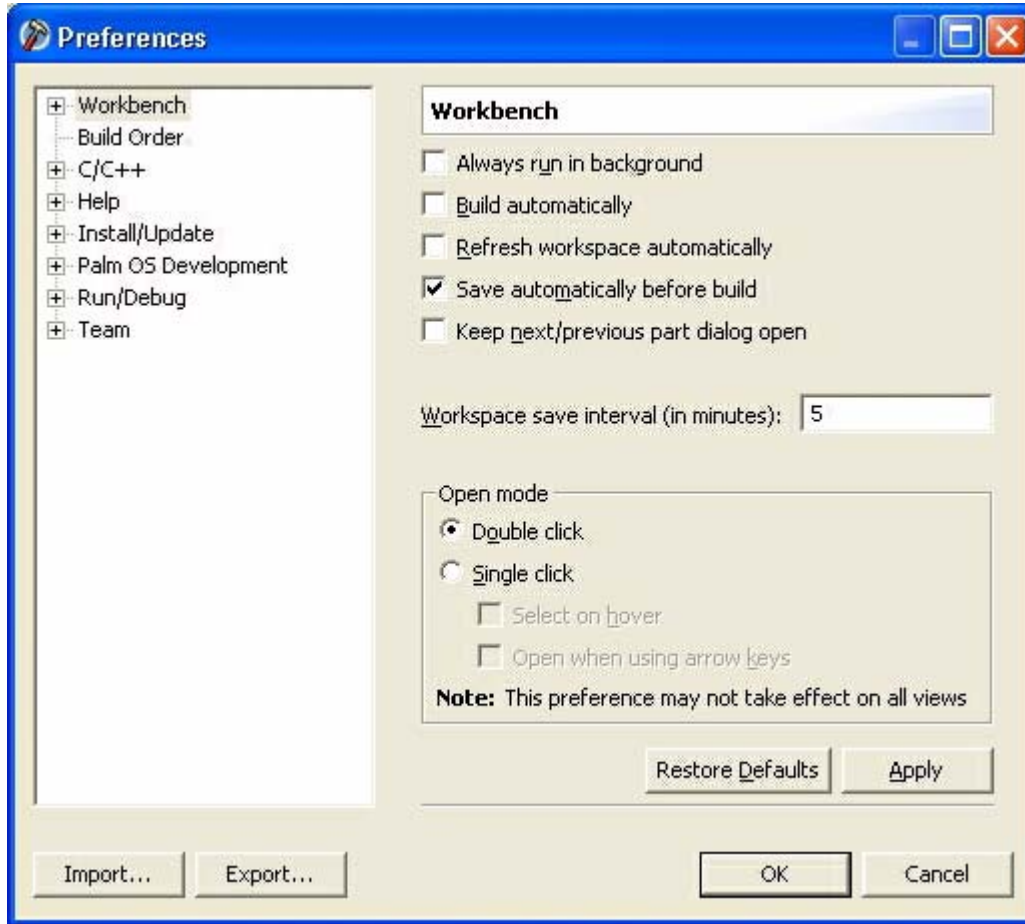 Preferences
Workbench
Build Order
C/C++
Help
Install/Update
Palm OS Development
Run/Debug
Team
Workbench
Always run in background
Build automatically
Refresh workspace automatically
Save automatically before build
Keep next/previous part dialog open
Workspace save interval (in minutes): 5
Open mode
Double click
Single click
Select on hover
Open when using arrow keys
Note: This preference may not take effect on all views
Restore Defaults Apply
Import... Export... OK Cancel